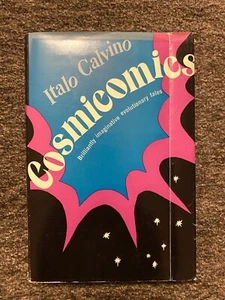 Italo Calvino
Cosmicomics
Brilliantly imaginative evolutionary tales